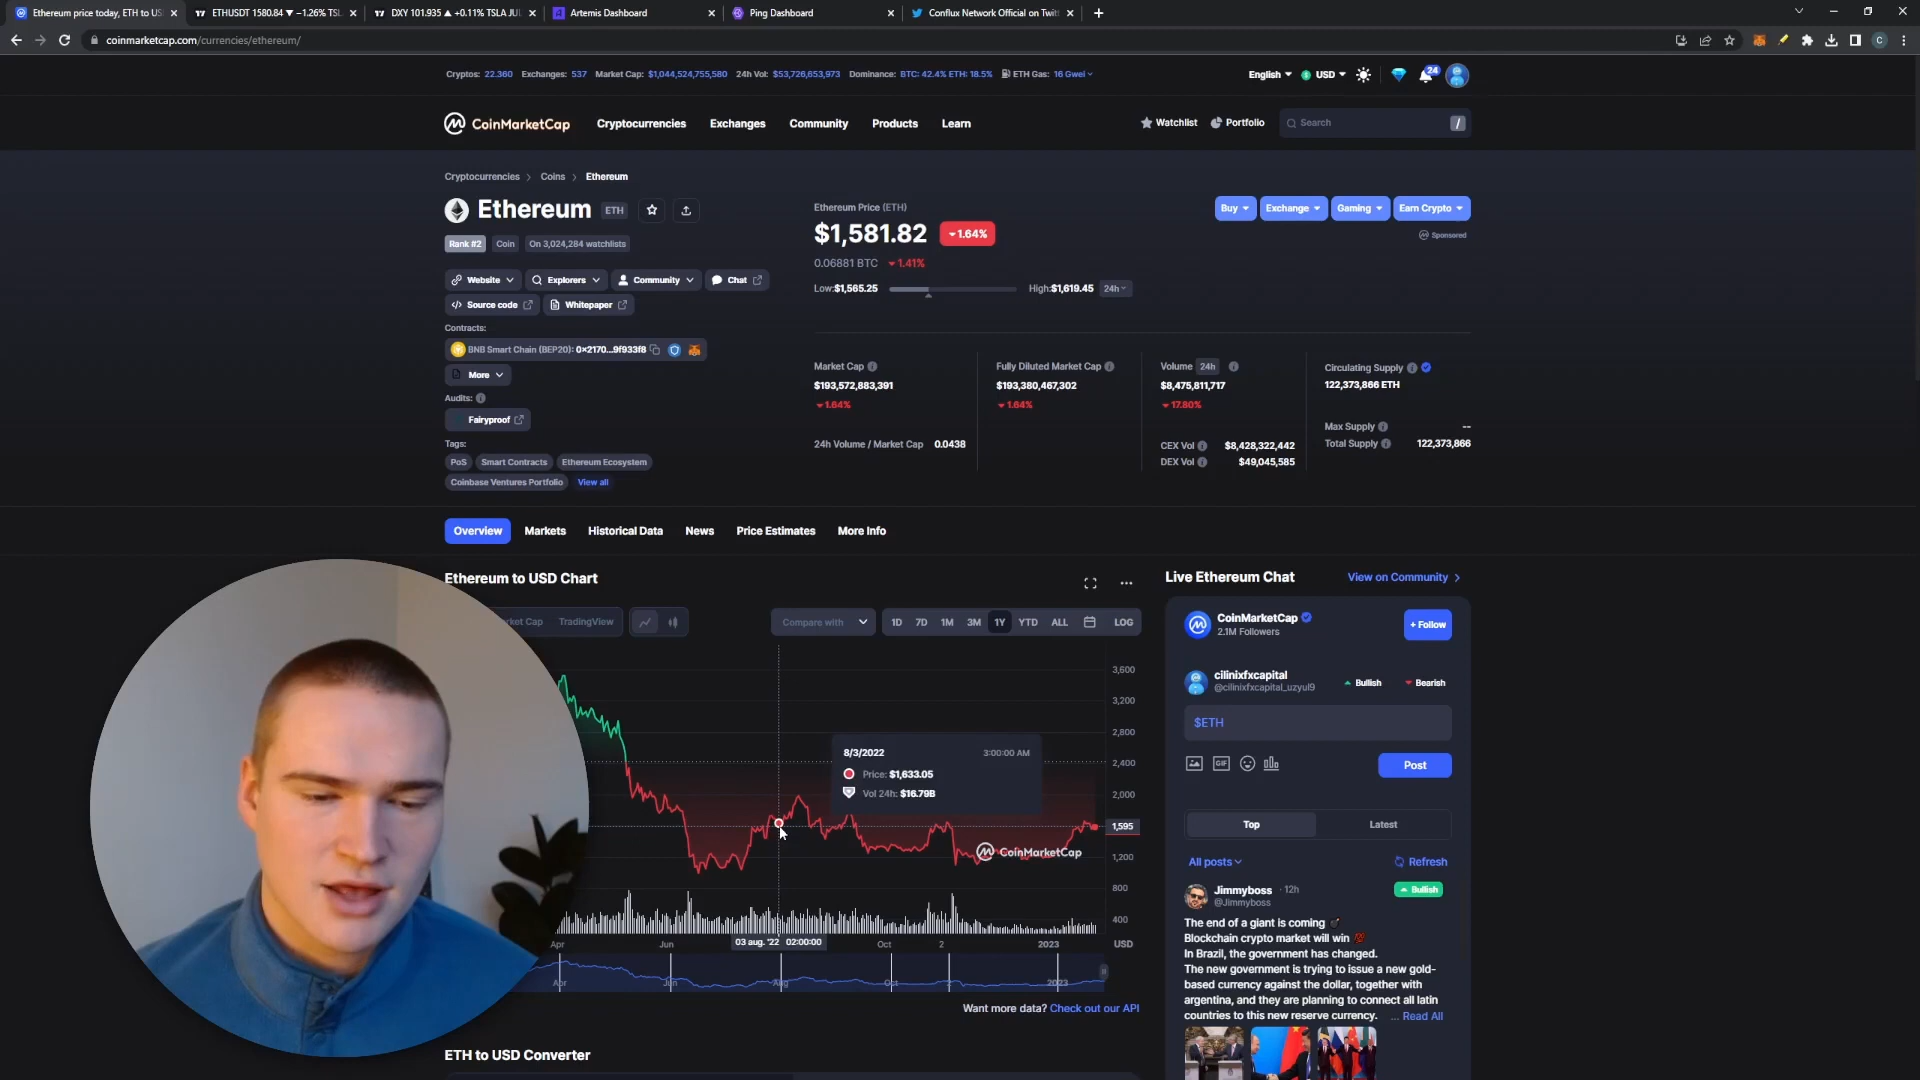 Ethereum price today, ETH to US
ETHUSDT 1580.84 ▼ −1.26% TSL
DXY 101.935 ▲ +0.11% TSLA JUL
Artemis Dashboard
Ping Dashboard
Conflux Network Official on Twit
coinmarketcap.com/currencies/ethereum/
C
Cryptos: 22.360 Exchanges: 537 Market Cap: $1,044,524,755,580 24h Vol: $53,726,653,973 Dominance: BTC: 42.4% ETH: 18.5% ETH Gas: 16 Gwei
English USD 24
CoinMarketCap
Cryptocurrencies Exchanges Community Products Learn
Watchlist Portfolio Search /
Cryptocurrencies > Coins > Ethereum
Ethereum ETH
Rank #2 Coin On 3,024,284 watchlists
Website Explorers Community Chat
Source code Whitepaper
Contracts:
BNB Smart Chain (BEP20): 0x2170...9f933f8
More
Audits:
Fairyproof
Tags:
PoS Smart Contracts Ethereum Ecosystem
Coinbase Ventures Portfolio View all
Ethereum Price (ETH)
$1,581.82 1.64%
0.06881 BTC 1.41%
Low:$1,565.25 High:$1,619.45 24h
Buy Exchange Gaming Earn Crypto
Sponsored
Market Cap
$193,572,883,391
1.64%
24h Volume / Market Cap 0.0438
Fully Diluted Market Cap
$193,380,467,302
1.64%
Volume 24h
$8,475,811,717
17.80%
CEX Vol $8,428,322,442
DEX Vol $49,045,585
Circulating Supply
122,373,866 ETH
Max Supply --
Total Supply 122,373,866
Overview Markets Historical Data News Price Estimates More Info
Ethereum to USD Chart
ket Cap TradingView
Compare with
1D 7D 1M 3M 1Y YTD ALL LOG
3,600
3,200
2,800
2,400
2,000
1,595
1,200
800
400
USD
8/3/2022 3:00:00 AM
Price: $1,633.05
Vol 24h: $16.79B
CoinMarketCap
Apr Jun 03 aug. '22 02:00:00 Oct 2 2023
Apr Jun Aug Oct 2 2023
Want more data? Check out our API
ETH to USD Converter
Live Ethereum Chat
View on Community >
CoinMarketCap
2.1M Followers
+ Follow
cilinixfxcapital
@cilinixfxcapital_uzyul9
Bullish Bearish
$ETH
GIF
Post
Top Latest
All posts Refresh
Jimmyboss · 12h
@Jimmyboss
Bullish
The end of a giant is coming
Blockchain crypto market will win 💯
In Brazil, the government has changed.
The new government is trying to issue a new gold-
based currency against the dollar, together with
argentina, and they are planning to connect all latin
countries to this new reserve currency. ... Read All